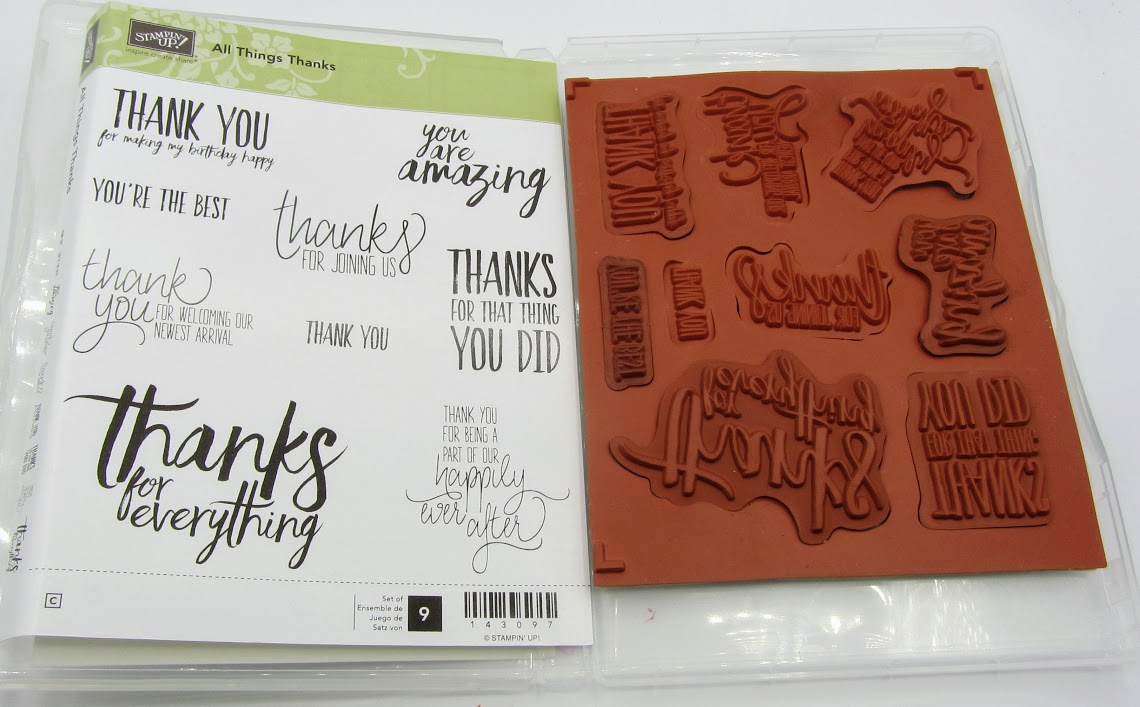 STAMPIN' UP!
inspire. create. share.
All Things Thanks
All Things Thanks
THANK YOU
for making my birthday happy
you
are
amazing
YOU'RE THE BEST
thanks
FOR JOINING US
thank
you FOR WELCOMING OUR
NEWEST ARRIVAL
THANKS
FOR THAT THING
YOU DID
THANK YOU
thanks
for
everything
THANK YOU
FOR BEING A
PART OF OUR
happily
ever after
C
Set of
Ensemble de
Juego de
Satz von
9
143097
© STAMPIN' UP!